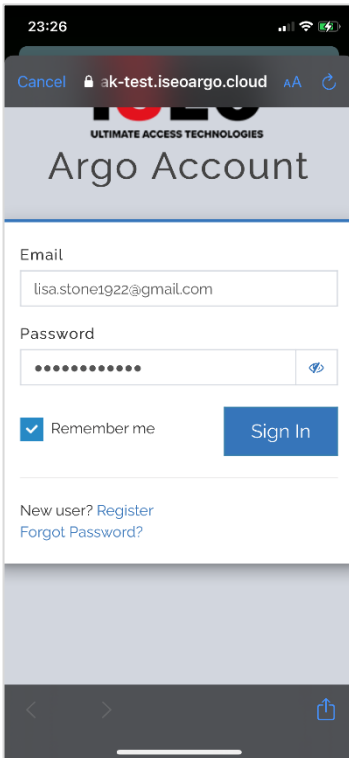 23:26
Cancel ak-test.iseoargo.cloud AA
ULTIMATE ACCESS TECHNOLOGIES
Argo Account
Email
lisa.stone1922@gmail.com
Password
●●●●●●●●●●●●
Remember me
Sign In
New user? Register
Forgot Password?